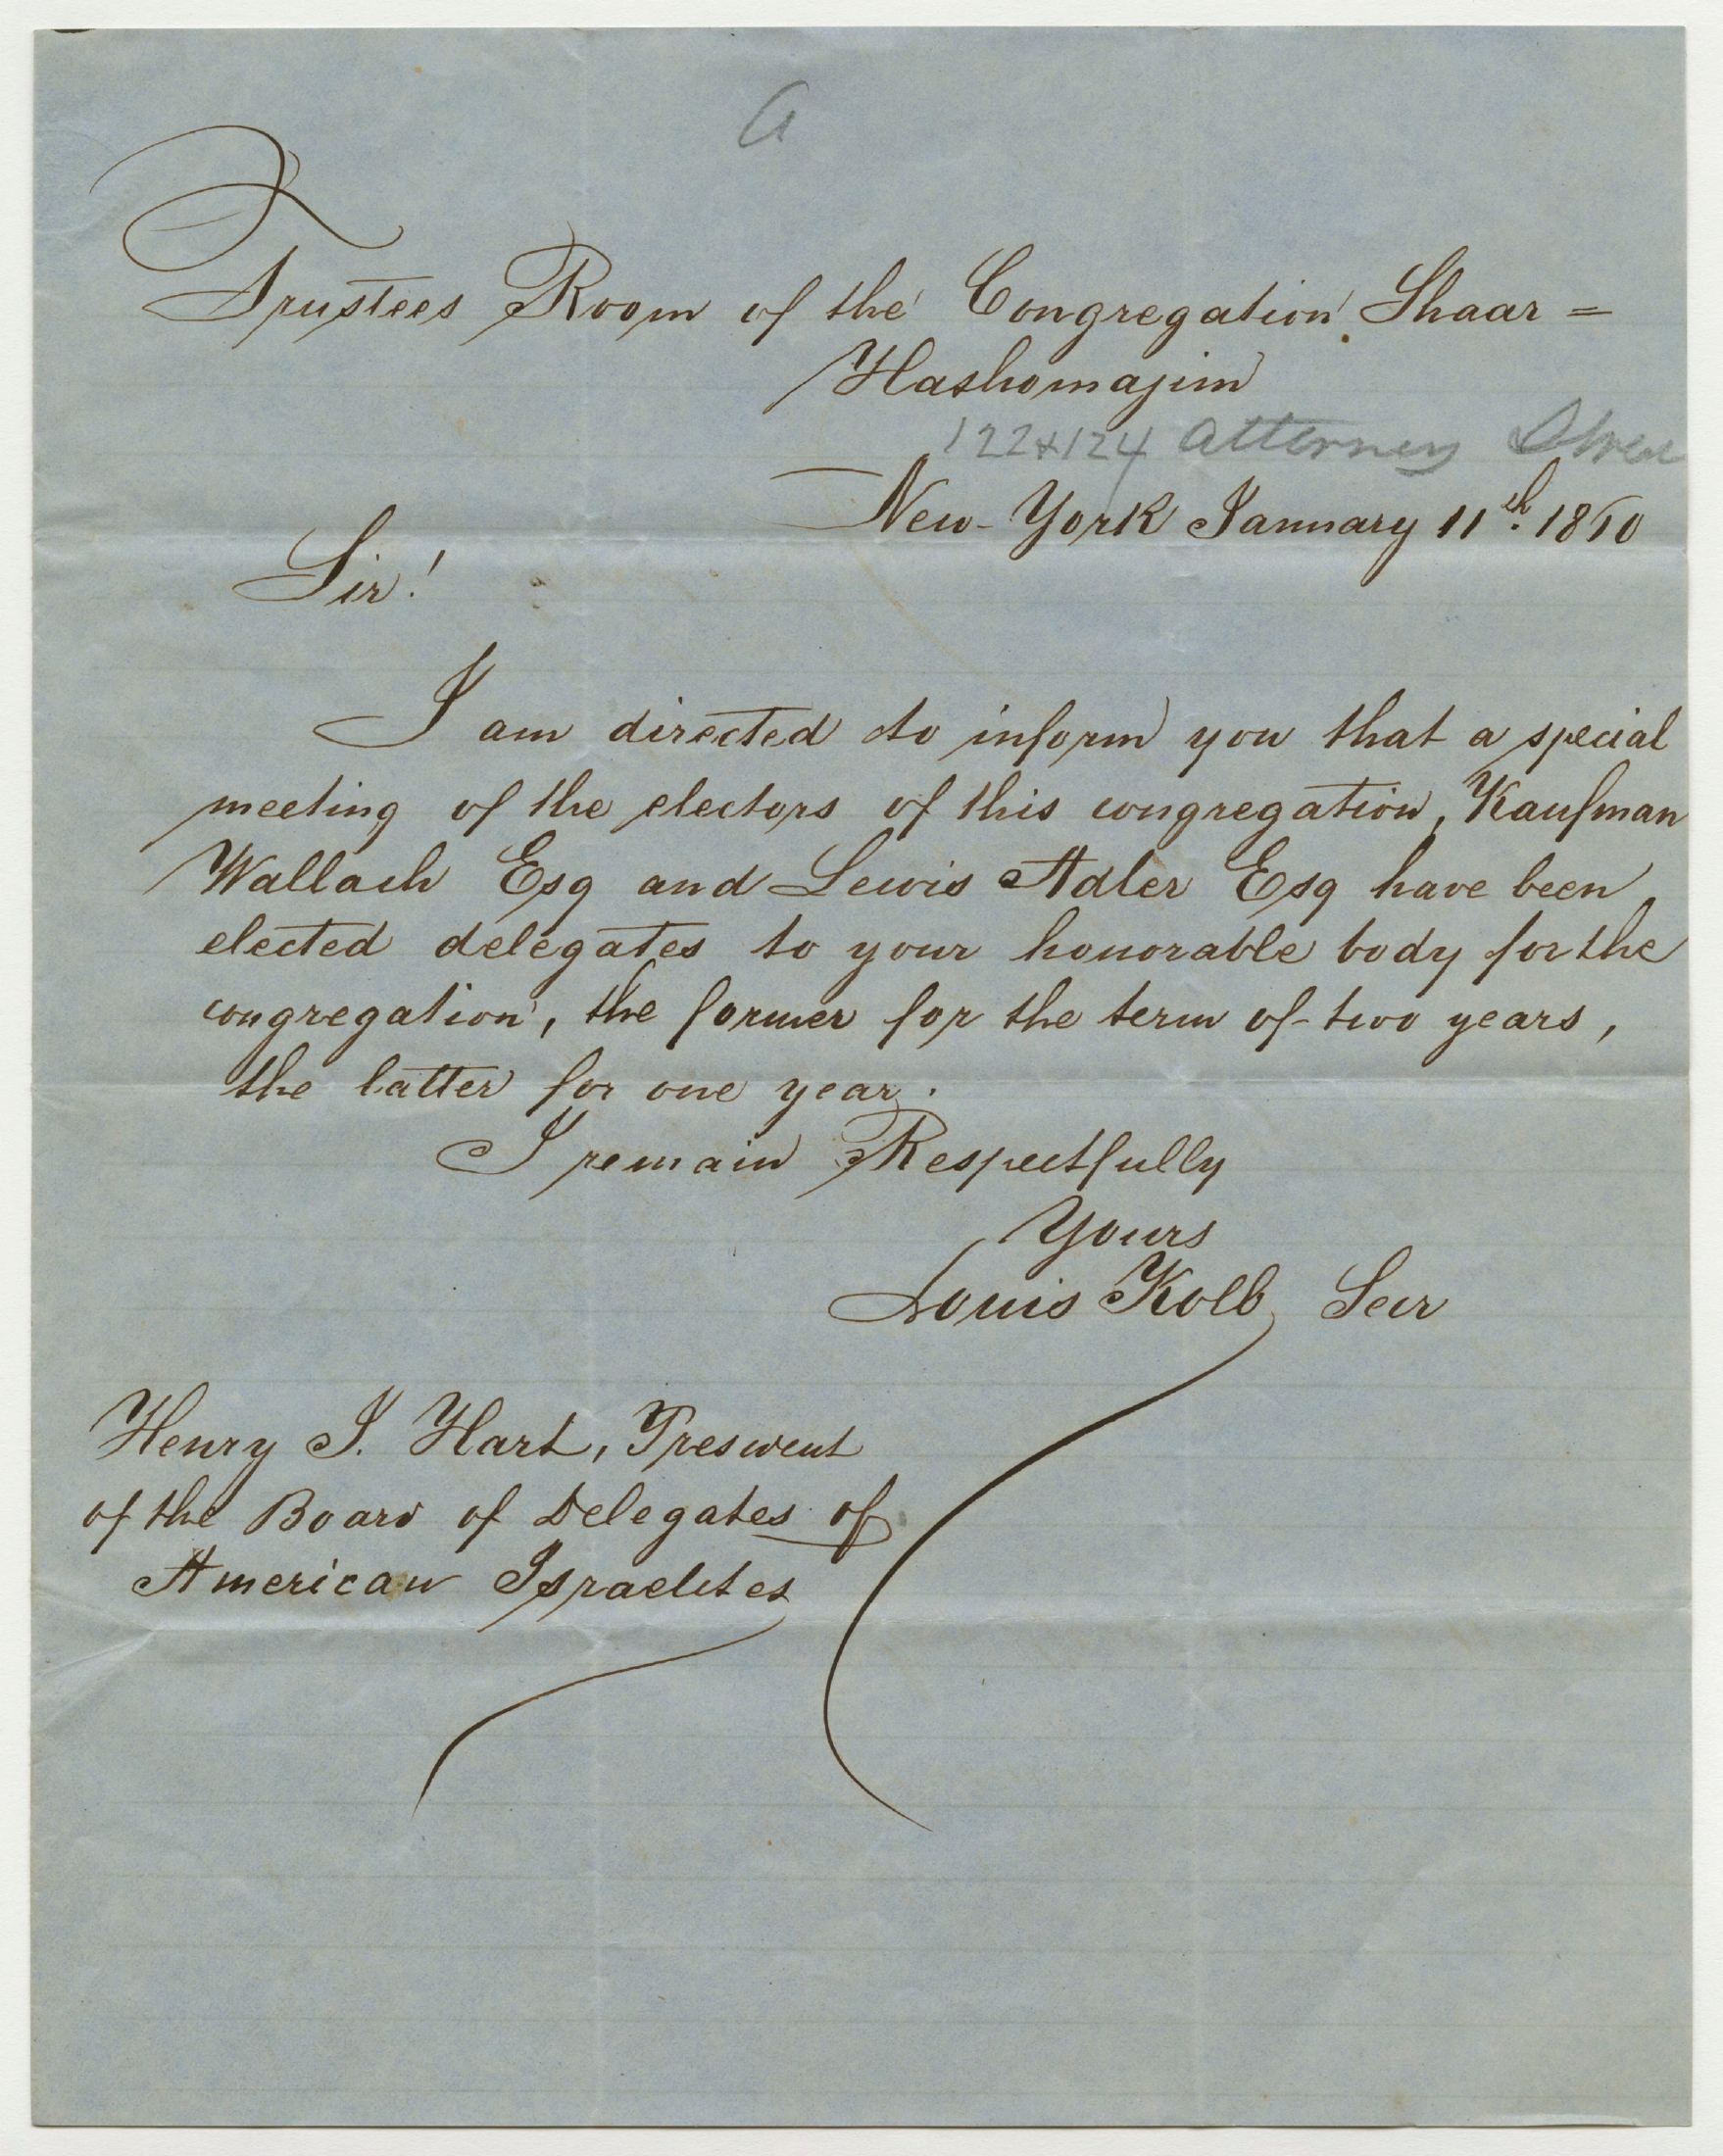 a
Trustees Room of the Congregation Shaar =
Hashomajim
122 & 124 Attorney Street
New-York January 11th. 1860
Sir!
I am directed to inform you that a special
meeting of the electors of this congregation, Kaufman
Wallach Esq and Lewis Adler Esq have been
elected delegates to your honorable body for the
congregation, the former for the term of two years,
the latter for one year.
I remain Respectfully
Yours
Louis Kolb Secr
Henry I. Hart, President
of the Board of Delegates of
American Israelites